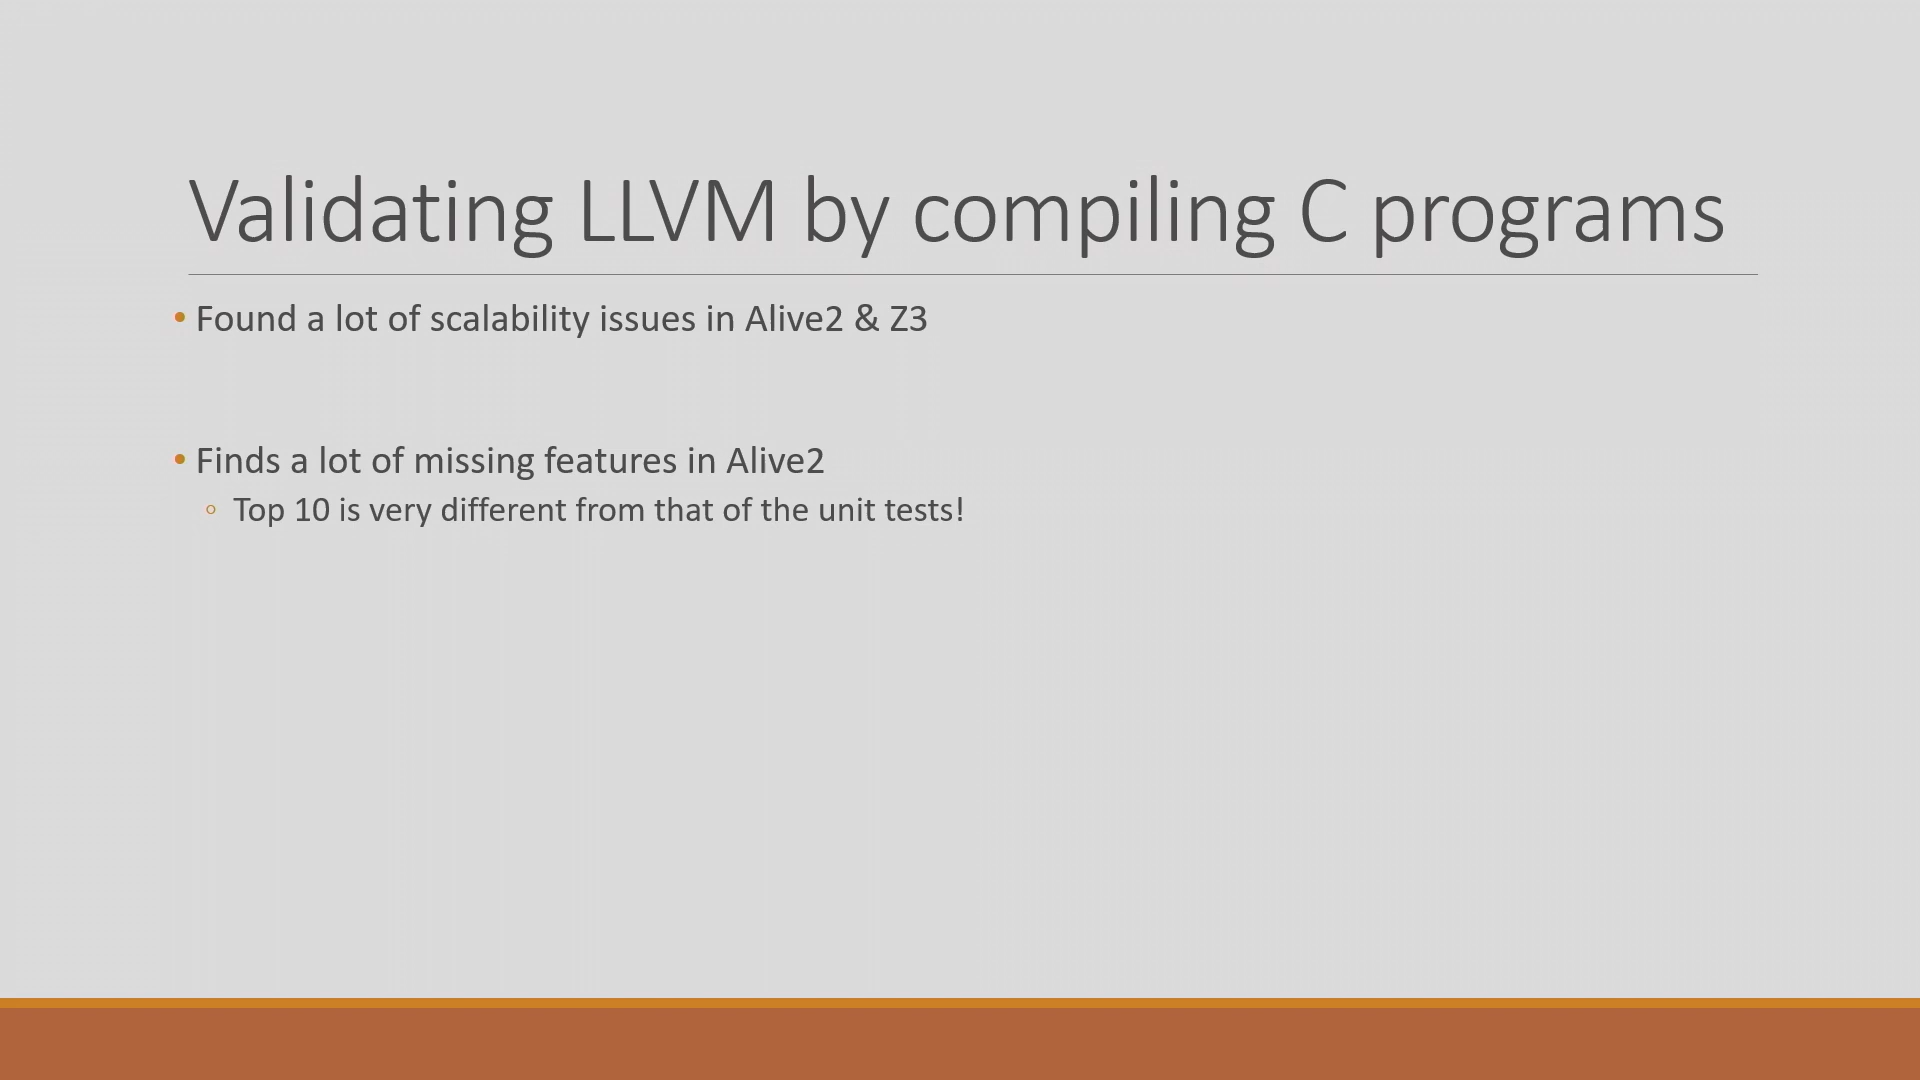 Validating LLVM by compiling C programs
• Found a lot of scalability issues in Alive2 & Z3
• Finds a lot of missing features in Alive2
◦ Top 10 is very different from that of the unit tests!